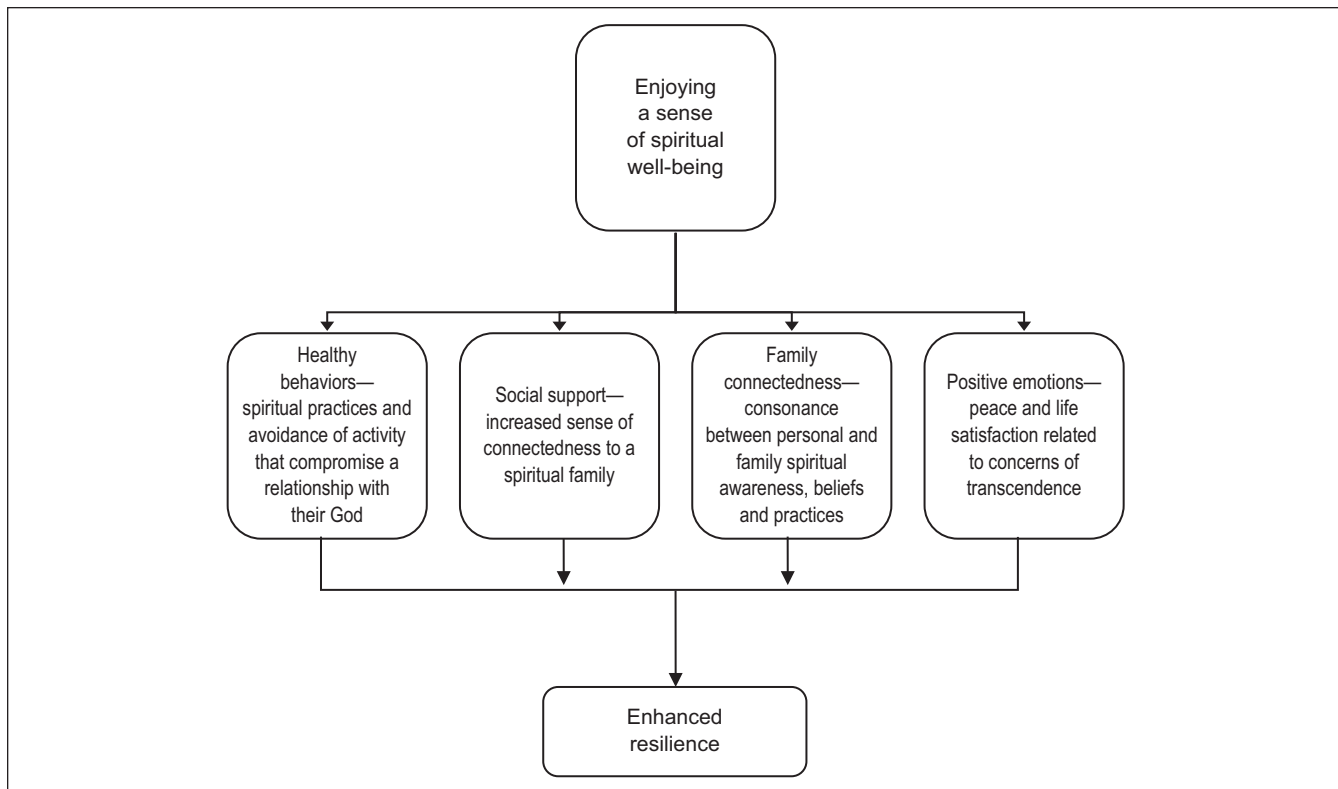 Enjoying
a sense
of spiritual
well-being
Healthy
behaviors—
spiritual practices and
avoidance of activity
that compromise a
relationship with
their God
Social support—
increased sense of
connectedness to a
spiritual family
Family
connectedness—
consonance
between personal and
family spiritual
awareness, beliefs
and practices
Positive emotions—
peace and life
satisfaction related
to concerns of
transcendence
Enhanced
resilience